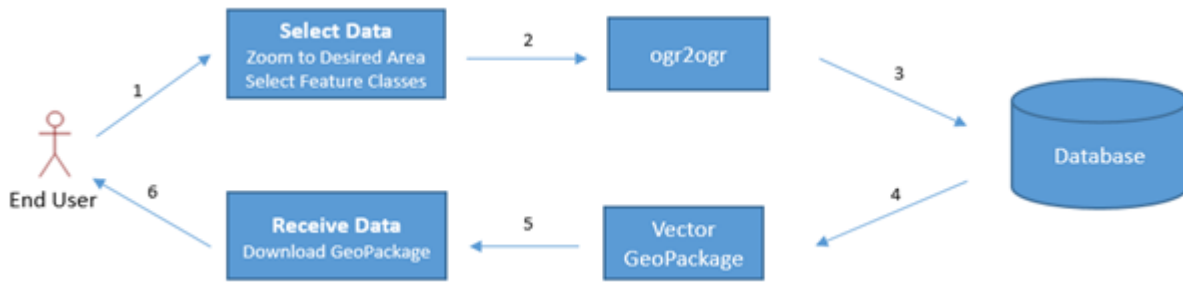 1
Select Data
Zoom to Desired Area
Select Feature Classes
2
ogr2ogr
3
Database
4
Vector
GeoPackage
5
Receive Data
Download GeoPackage
6
End User